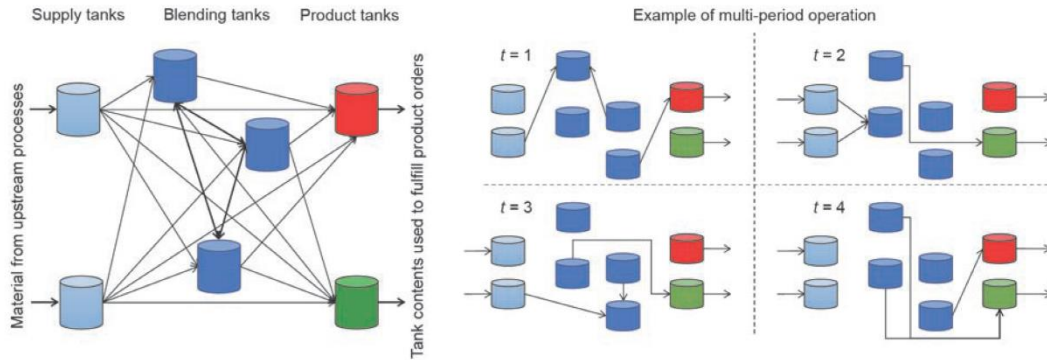 Supply tanks
Blending tanks
Product tanks
Material from upstream processes
Tank contents used to fulfill product orders
Example of multi-period operation
t = 1
t = 2
t = 3
t = 4